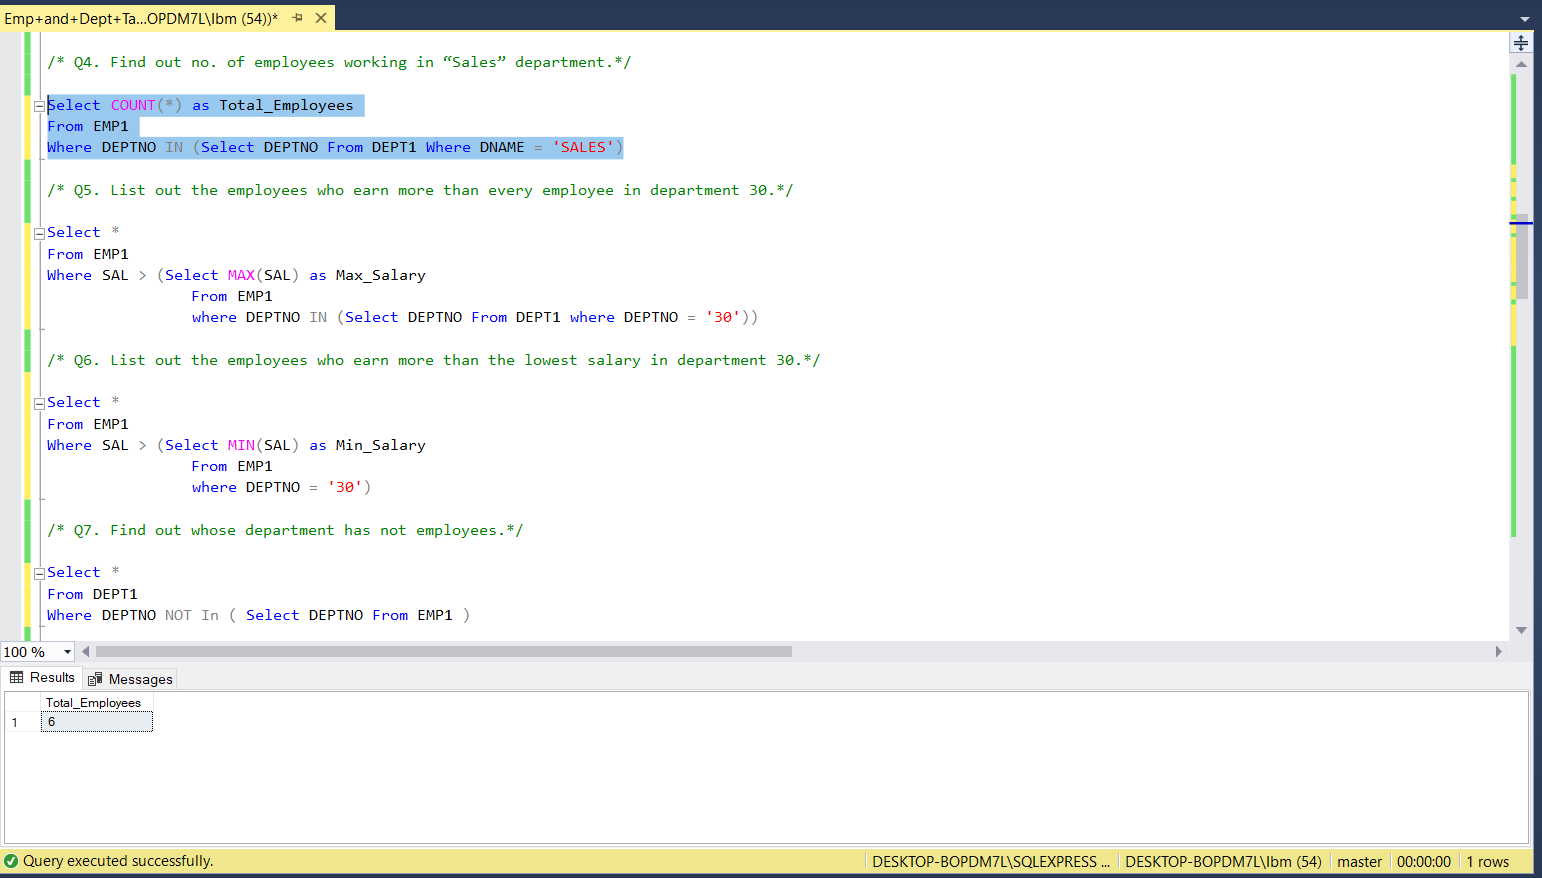 Emp+and+Dept+Ta...OPDM7L\lbm (54))*
/* Q4. Find out no. of employees working in “Sales” department.*/
Select COUNT(*) as Total_Employees
From EMP1
Where DEPTNO IN (Select DEPTNO From DEPT1 Where DNAME = 'SALES')
/* Q5. List out the employees who earn more than every employee in department 30.*/
Select *
From EMP1
Where SAL > (Select MAX(SAL) as Max_Salary
From EMP1
where DEPTNO IN (Select DEPTNO From DEPT1 where DEPTNO = '30'))
/* Q6. List out the employees who earn more than the lowest salary in department 30.*/
Select *
From EMP1
Where SAL > (Select MIN(SAL) as Min_Salary
From EMP1
where DEPTNO = '30')
/* Q7. Find out whose department has not employees.*/
Select *
From DEPT1
Where DEPTNO NOT In ( Select DEPTNO From EMP1 )
100 %
Results Messages
Total_Employees
1 6
Query executed successfully. DESKTOP-BOPDM7L\SQLEXPRESS ... DESKTOP-BOPDM7L\lbm (54) master 00:00:00 1 rows